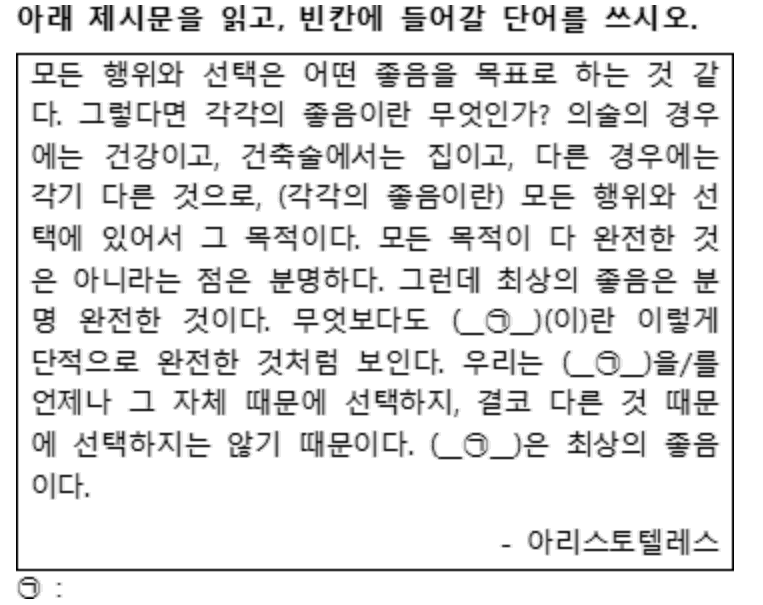 아래 제시문을 읽고, 빈칸에 들어갈 단어를 쓰시오.
모든 행위와 선택은 어떤 좋음을 목표로 하는 것 같
다. 그렇다면 각각의 좋음이란 무엇인가? 의술의 경우
에는 건강이고, 건축술에서는 집이고, 다른 경우에는
각기 다른 것으로, (각각의 좋음이란) 모든 행위와 선
택에 있어서 그 목적이다. 모든 목적이 다 완전한 것
은 아니라는 점은 분명하다. 그런데 최상의 좋음은 분
명 완전한 것이다. 무엇보다도 (_㉠_)(이)란 이렇게
단적으로 완전한 것처럼 보인다. 우리는 (_㉠_)을/를
언제나 그 자체 때문에 선택하지, 결코 다른 것 때문
에 선택하지는 않기 때문이다. (_㉠_)은 최상의 좋음
이다.
- 아리스토텔레스
㉠ :